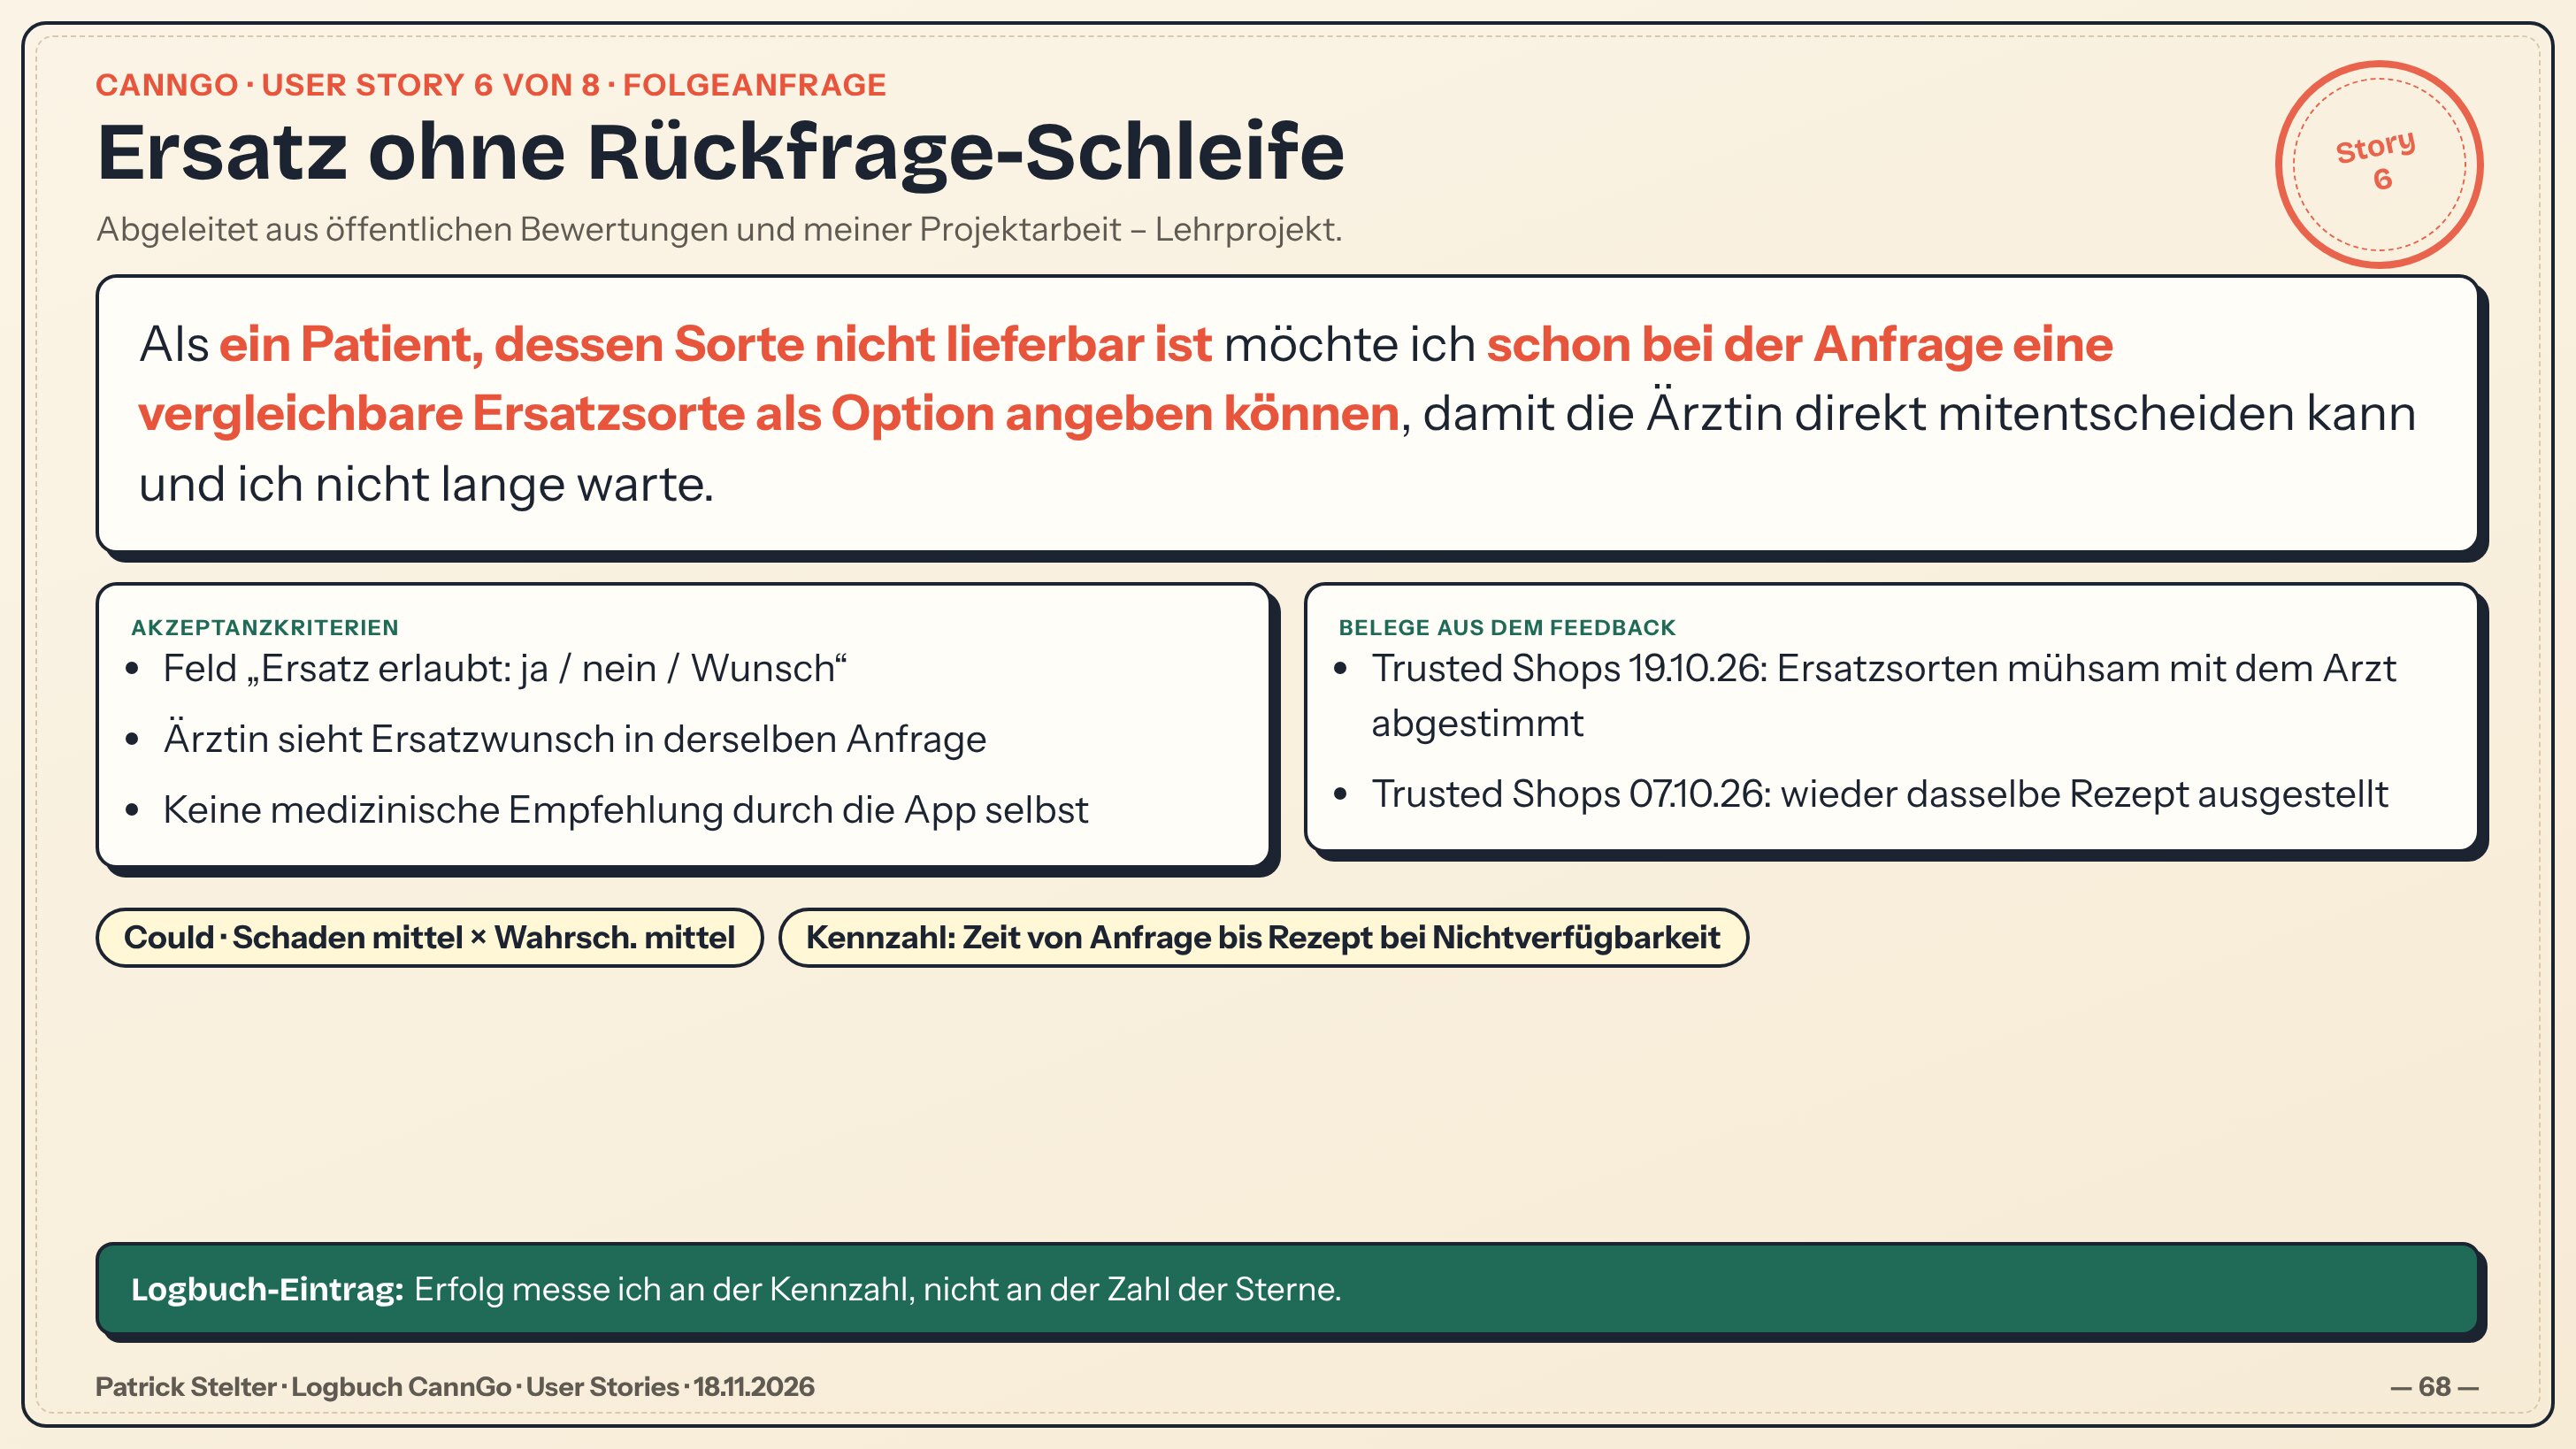 CANNGO · USER STORY 6 VON 8 · FOLGEANFRAGE
Ersatz ohne Rückfrage-Schleife
Abgeleitet aus öffentlichen Bewertungen und meiner Projektarbeit – Lehrprojekt.
Story
6
Als ein Patient, dessen Sorte nicht lieferbar ist möchte ich schon bei der Anfrage eine
vergleichbare Ersatzsorte als Option angeben können, damit die Ärztin direkt mitentscheiden kann
und ich nicht lange warte.
AKZEPTANZKRITERIEN
• Feld „Ersatz erlaubt: ja / nein / Wunsch“
• Ärztin sieht Ersatzwunsch in derselben Anfrage
• Keine medizinische Empfehlung durch die App selbst
BELEGE AUS DEM FEEDBACK
• Trusted Shops 19.10.26: Ersatzsorten mühsam mit dem Arzt
abgestimmt
• Trusted Shops 07.10.26: wieder dasselbe Rezept ausgestellt
Could · Schaden mittel × Wahrsch. mittel
Kennzahl: Zeit von Anfrage bis Rezept bei Nichtverfügbarkeit
Logbuch-Eintrag: Erfolg messe ich an der Kennzahl, nicht an der Zahl der Sterne.
Patrick Stelter · Logbuch CannGo · User Stories · 18.11.2026
— 68 —